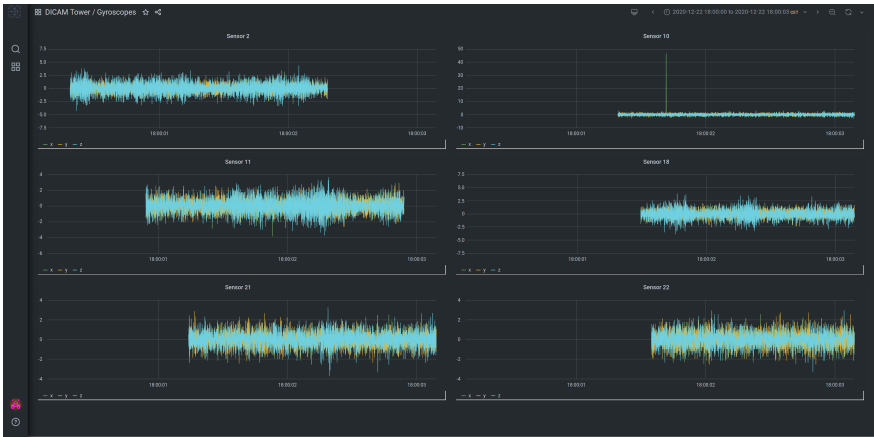 DICAM Tower / Gyroscopes
2020-12-22 18:00:00 to 2020-12-22 18:00:03 CET
Sensor 2
7.5
5.0
2.5
0
-2.5
-5.0
-7.5
18:00:01 18:00:02 18:00:03
x y z
Sensor 10
50
40
30
20
10
0
-10
18:00:01 18:00:02 18:00:03
x y z
Sensor 11
4
2
0
-2
-4
-6
18:00:01 18:00:02 18:00:03
x y z
Sensor 18
7.5
5.0
2.5
0
-2.5
-5.0
-7.5
18:00:01 18:00:02 18:00:03
x y z
Sensor 21
4
2
0
-2
-4
18:00:01 18:00:02 18:00:03
x y z
Sensor 22
4
2
0
-2
-4
18:00:01 18:00:02 18:00:03
x y z